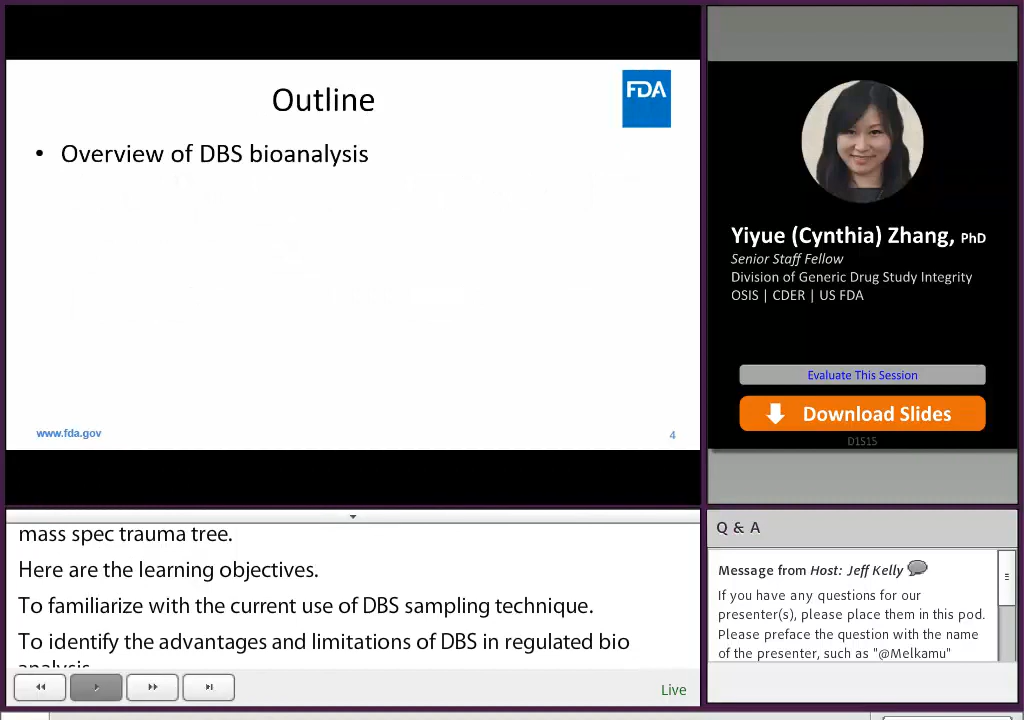 Outline
FDA
• Overview of DBS bioanalysis
www.fda.gov
4
Yiyue (Cynthia) Zhang, PhD
Senior Staff Fellow
Division of Generic Drug Study Integrity
OSIS | CDER | US FDA
Evaluate This Session
Download Slides
D1S15
mass spec trauma tree.
Here are the learning objectives.
To familiarize with the current use of DBS sampling technique.
To identify the advantages and limitations of DBS in regulated bio
analysis
Live
Q & A
Message from Host: Jeff Kelly
If you have any questions for our
presenter(s), please place them in this pod.
Please preface the question with the name
of the presenter, such as "@Melkamu"